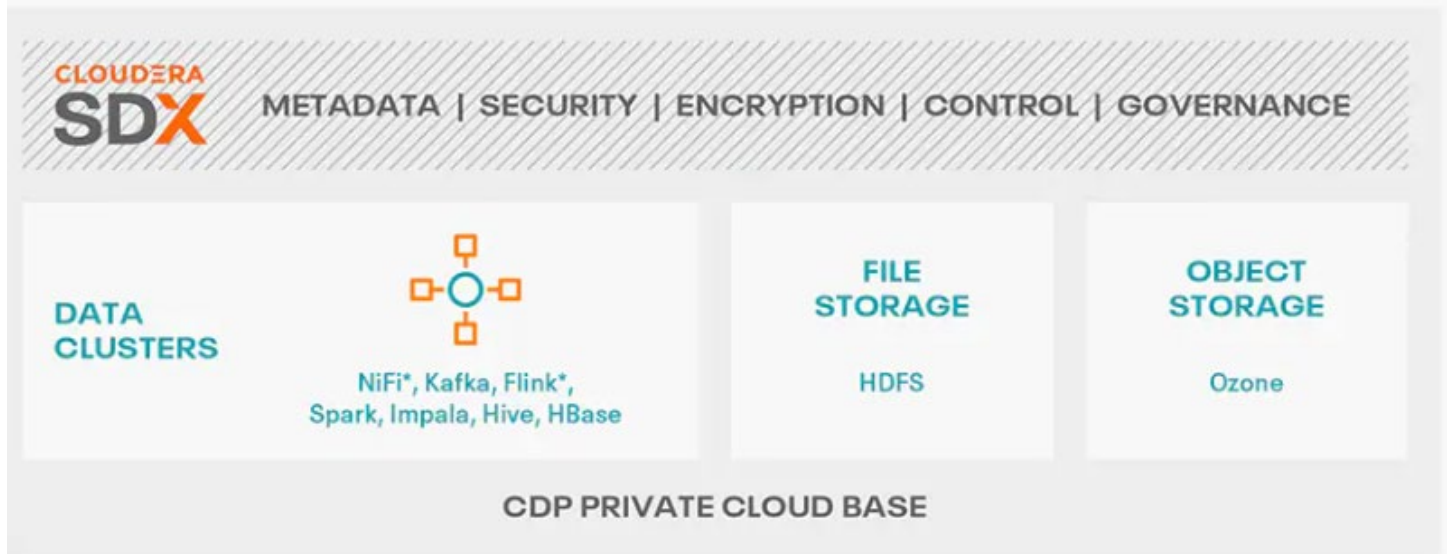 CLOUDERA
SDX
METADATA | SECURITY | ENCRYPTION | CONTROL | GOVERNANCE
DATA
CLUSTERS
NiFi*, Kafka, Flink*,
Spark, Impala, Hive, HBase
FILE
STORAGE
HDFS
OBJECT
STORAGE
Ozone
CDP PRIVATE CLOUD BASE